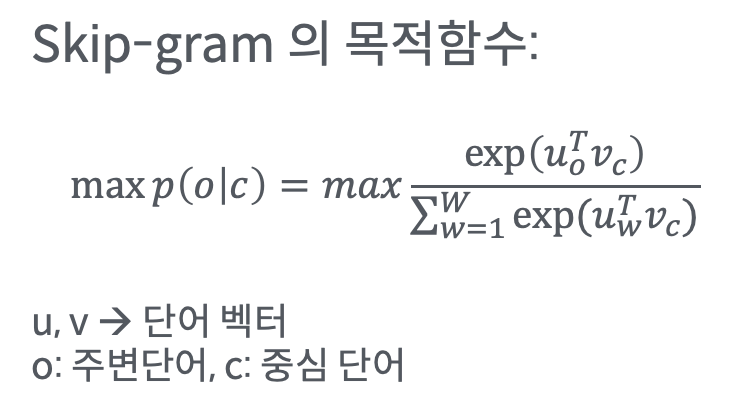 Skip-gram 의 목적함수:
max p(o|c) = max exp(u_o^T v_c) / ∑_{w=1}^W exp(u_w^T v_c)
u, v → 단어 벡터
o: 주변단어, c: 중심 단어